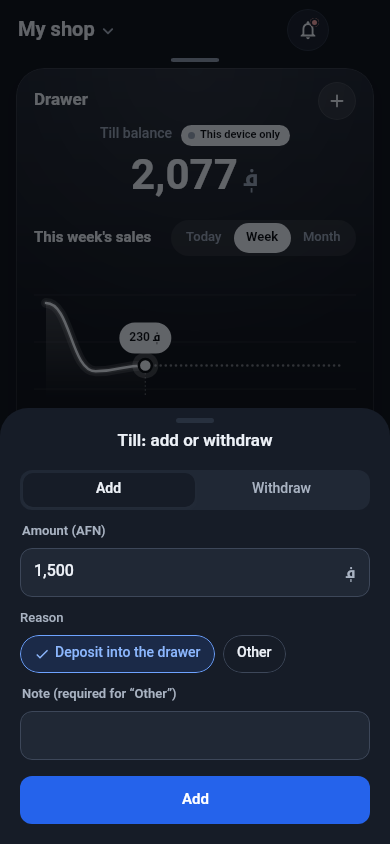 My shop
Drawer
Till balance This device only
2,077 ؋
This week's sales Today Week Month
230 ؋
Till: add or withdraw
Add Withdraw
Amount (AFN)
1,500 ؋
Reason
Deposit into the drawer Other
Note (required for “Other”)
Add